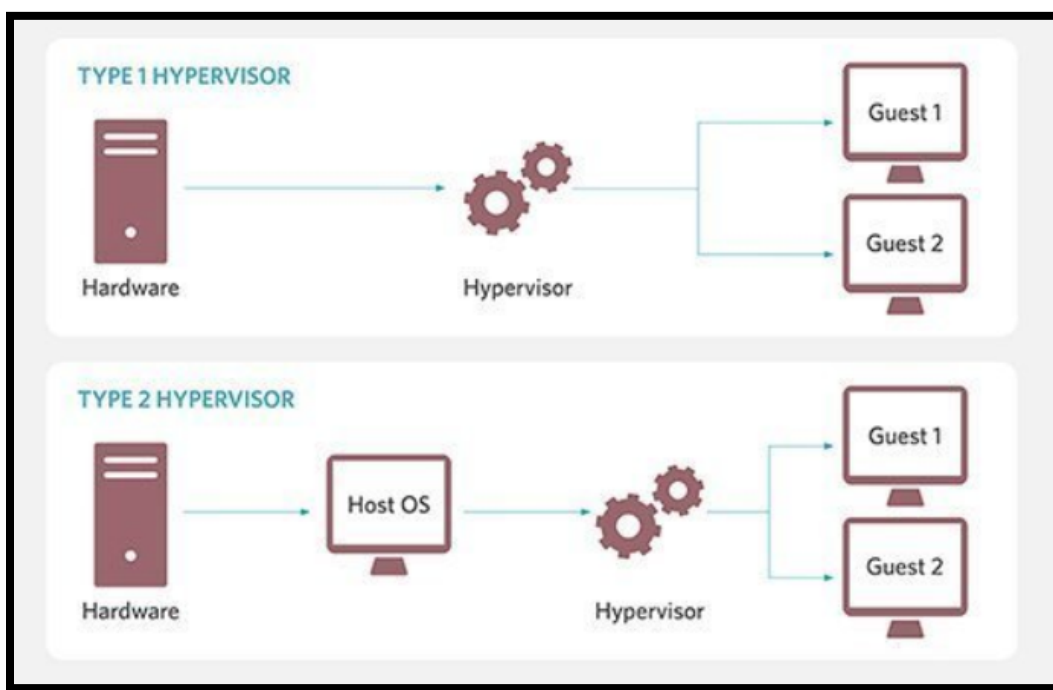 TYPE 1 HYPERVISOR
Guest 1
Guest 2
Hardware
Hypervisor
TYPE 2 HYPERVISOR
Guest 1
Host OS
Guest 2
Hardware
Hypervisor